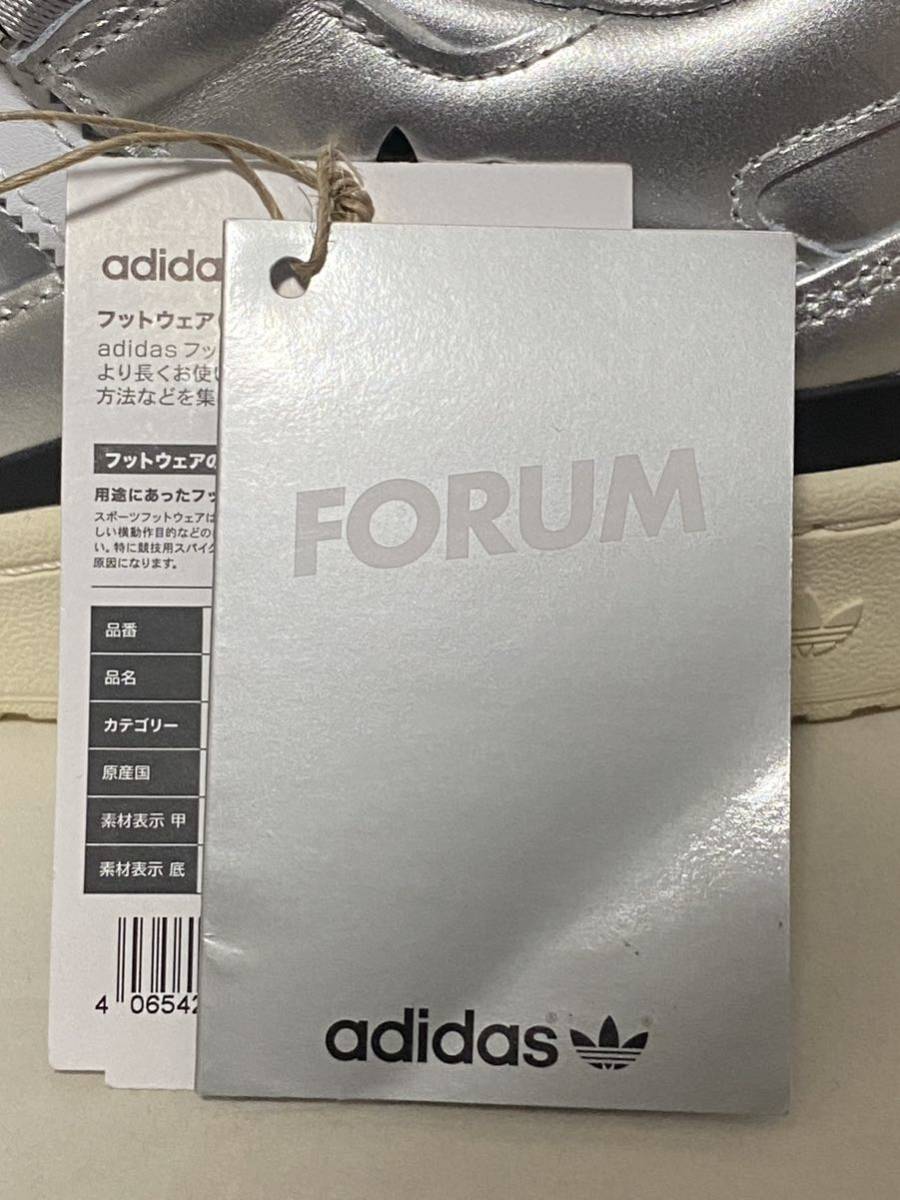 adida
フットウェア
adidas フッ
より長くお使い
方法などを集
フットウェアの
用途にあったフッ
スポーツフットウェアは
しい横動作目的などの
い。特に競技用スパイク
原因になります。
品番
品名
カテゴリー
原産国
素材表示 甲
素材表示 底
4 06542
FORUM
adidas